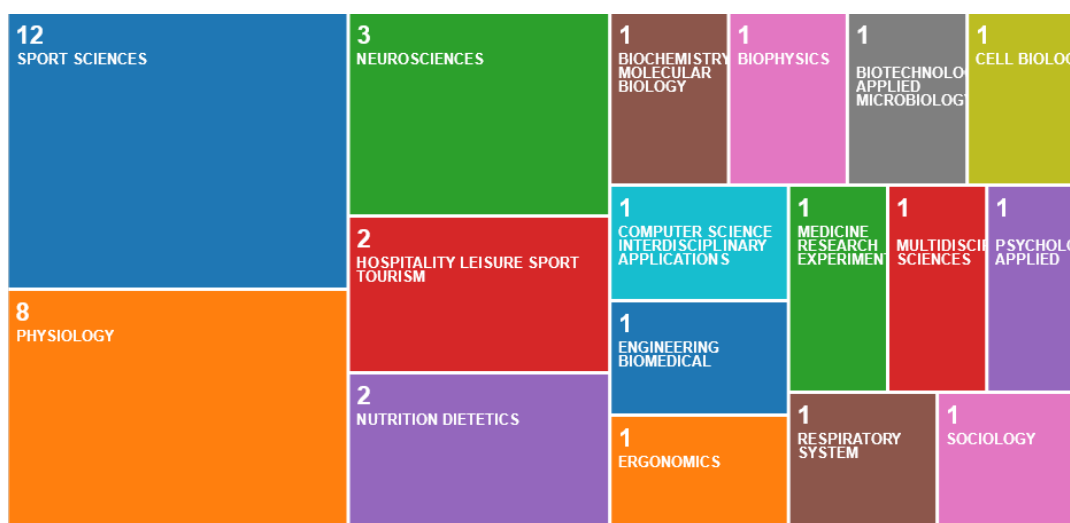 12
SPORT SCIENCES
8
PHYSIOLOGY
3
NEUROSCIENCES
2
HOSPITALITY LEISURE SPORT
TOURISM
2
NUTRITION DIETETICS
1
BIOCHEMISTRY
MOLECULAR
BIOLOGY
1
BIOPHYSICS
1
BIOTECHNOLO
APPLIED
MICROBIOLOG
1
CELL BIOLOG
1
COMPUTER SCIENCE
INTERDISCIPLINARY
APPLICATIONS
1
ENGINEERING
BIOMEDICAL
1
ERGONOMICS
1
MEDICINE
RESEARCH
EXPERIMEN
1
MULTIDISCI
SCIENCES
1
PSYCHOLO
APPLIED
1
RESPIRATORY
SYSTEM
1
SOCIOLOGY